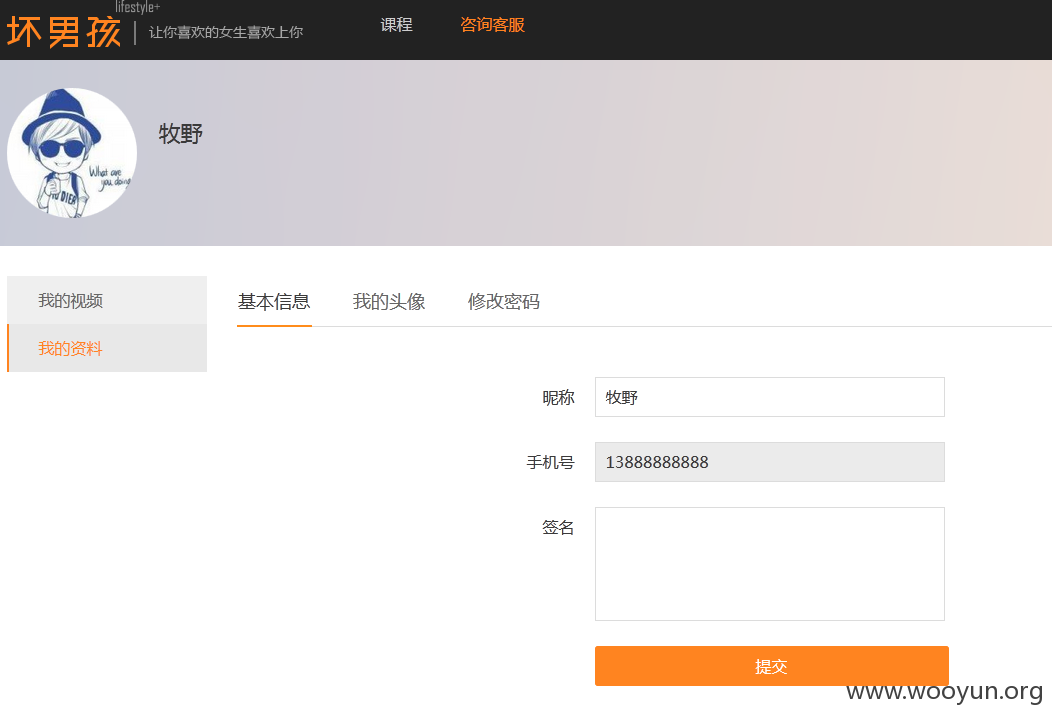 lifestyle+
坏男孩
让你喜欢的女生喜欢上你
课程
咨询客服
牧野
What are
you doing
我的视频
我的资料
基本信息
我的头像
修改密码
昵称
牧野
手机号
13888888888
签名
提交
www.wooyun.org